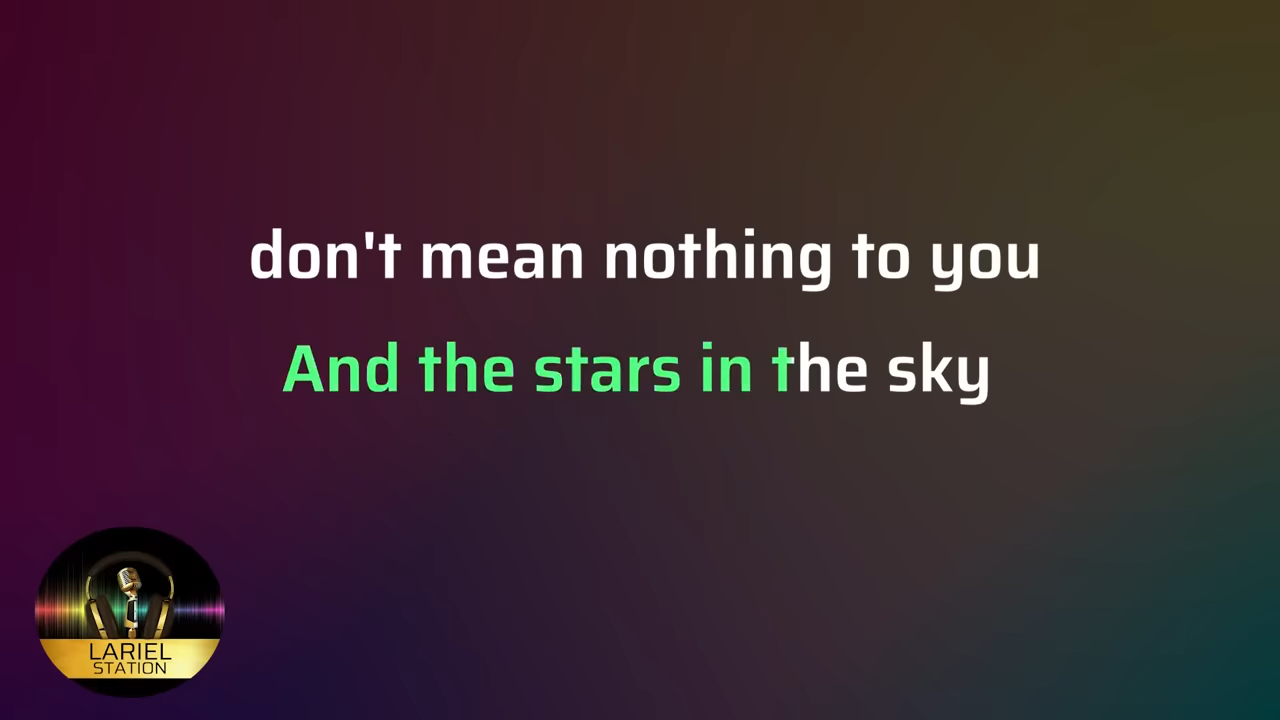 don't mean nothing to you
And the stars in the sky
LARIEL
STATION